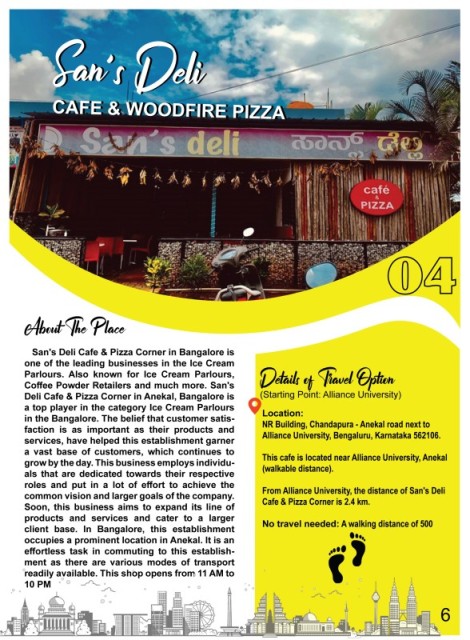 San's Deli
CAFE & WOODFIRE PIZZA
San's deli ಸಾನ್ಸ್ ಡೆಲ್ಲಿ
café
&
PIZZA
04
About The Place
San's Deli Cafe & Pizza Corner in Bangalore is
one of the leading businesses in the Ice Cream
Parlours. Also known for Ice Cream Parlours,
Coffee Powder Retailers and much more. San's
Deli Cafe & Pizza Corner in Anekal, Bangalore is
a top player in the category Ice Cream Parlours
in the Bangalore. The belief that customer satis-
faction is as important as their products and
services, have helped this establishment garner
a vast base of customers, which continues to
grow by the day. This business employs individu-
als that are dedicated towards their respective
roles and put in a lot of effort to achieve the
common vision and larger goals of the company.
Soon, this business aims to expand its line of
products and services and cater to a larger
client base. In Bangalore, this establishment
occupies a prominent location in Anekal. It is an
effortless task in commuting to this establish-
ment as there are various modes of transport
readily available. This shop opens from 11 AM to
10 PM
Details of Travel Option
(Starting Point: Alliance University)
Location:
NR Building, Chandapura - Anekal road next to
Alliance University, Bengaluru, Karnataka 562106.
This cafe is located near Alliance University, Anekal
(walkable distance).
From Alliance University, the distance of San's Deli
Cafe & Pizza Corner is 2.4 km.
No travel needed: A walking distance of 500
6